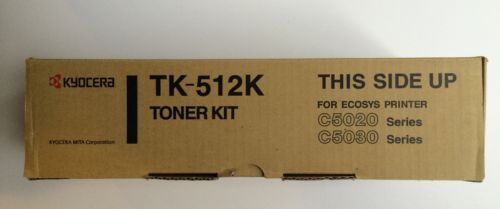 KYOCERA
KYOCERA MITA Corporation
TK-512K
TONER KIT
THIS SIDE UP
FOR ECOSYS PRINTER
C5020 Series
C5030 Series